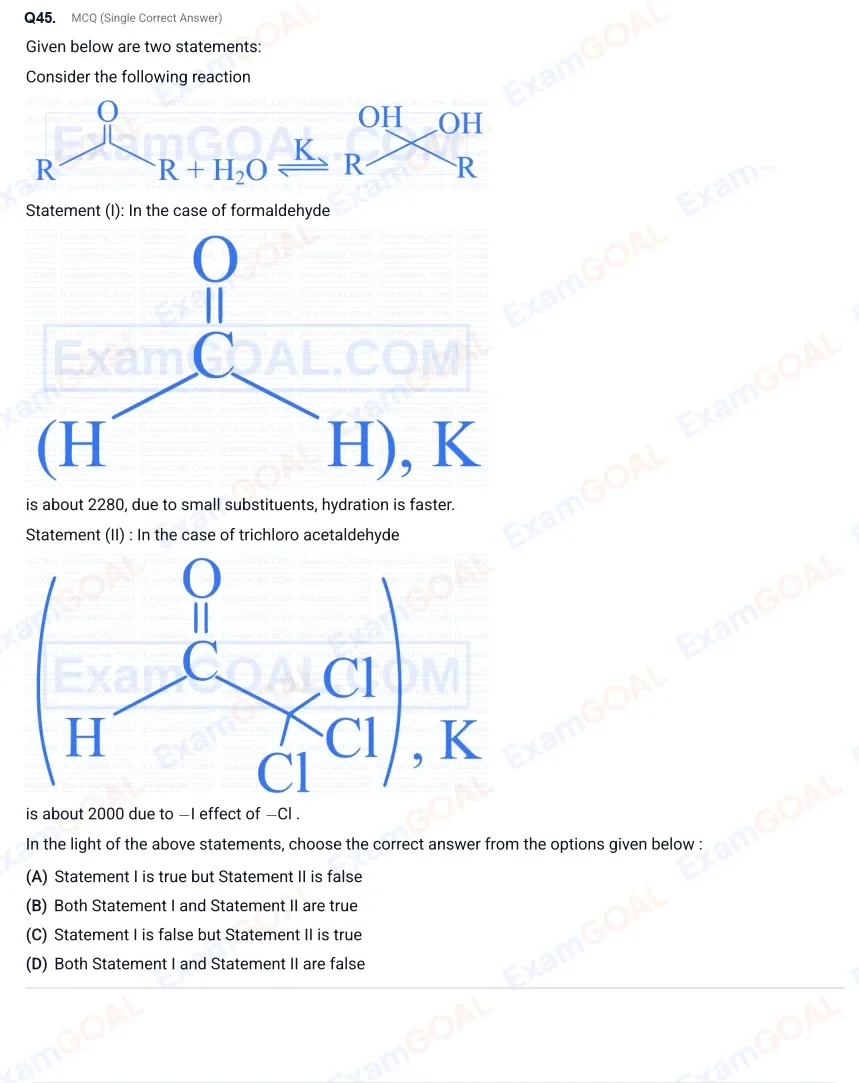 Q45. MCQ (Single Correct Answer)
Given below are two statements:
Consider the following reaction
O
R R + H₂O K R OH OH R
Statement (I): In the case of formaldehyde
O
C
(H H), K
is about 2280, due to small substituents, hydration is faster.
Statement (II) : In the case of trichloro acetaldehyde
O
C
Cl
H Cl , K
Cl
is about 2000 due to –I effect of –Cl .
In the light of the above statements, choose the correct answer from the options given below :
(A) Statement I is true but Statement II is false
(B) Both Statement I and Statement II are true
(C) Statement I is false but Statement II is true
(D) Both Statement I and Statement II are false
ExamGOAL
ExamGOAL.COM